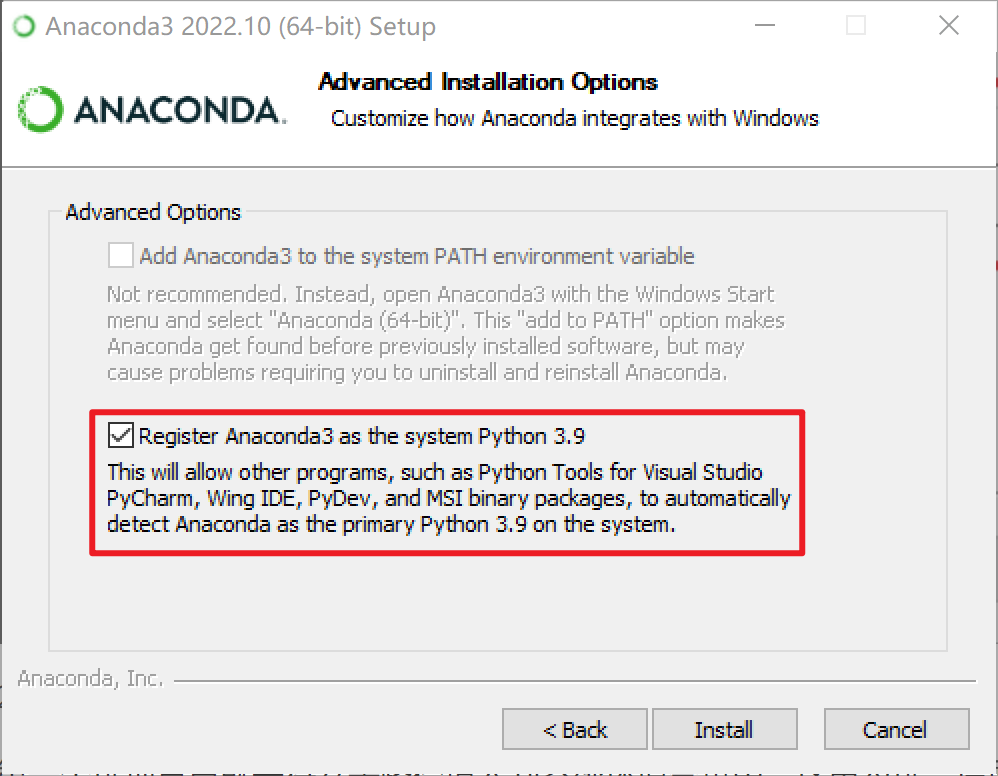 Anaconda3 2022.10 (64-bit) Setup
ANACONDA.
Advanced Installation Options
Customize how Anaconda integrates with Windows
Advanced Options
Add Anaconda3 to the system PATH environment variable
Not recommended. Instead, open Anaconda3 with the Windows Start
menu and select "Anaconda (64-bit)". This "add to PATH" option makes
Anaconda get found before previously installed software, but may
cause problems requiring you to uninstall and reinstall Anaconda.
Register Anaconda3 as the system Python 3.9
This will allow other programs, such as Python Tools for Visual Studio
PyCharm, Wing IDE, PyDev, and MSI binary packages, to automatically
detect Anaconda as the primary Python 3.9 on the system.
Anaconda, Inc.
< Back
Install
Cancel